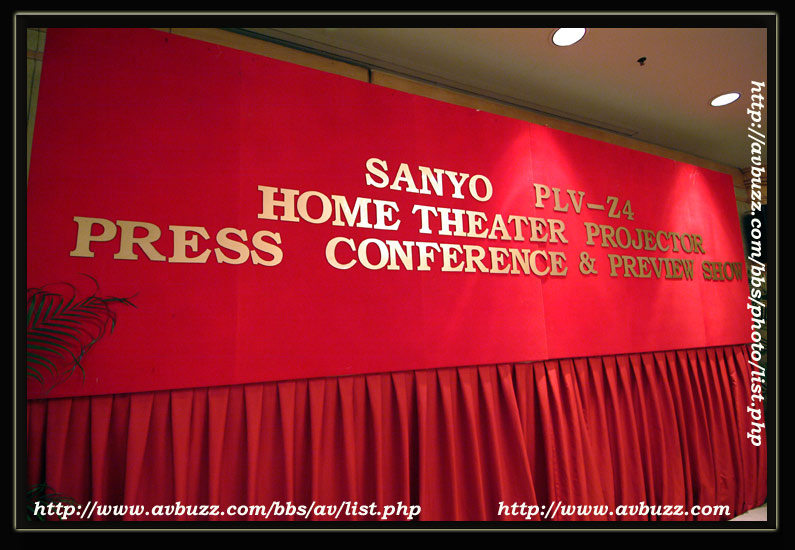 SANYO PLV-Z4
HOME THEATER PROJECTOR
PRESS CONFERENCE & PREVIEW SHOW
http://avbuzz.com/bbs/photo/list.php
http://www.avbuzz.com/bbs/av/list.php
http://www.avbuzz.com